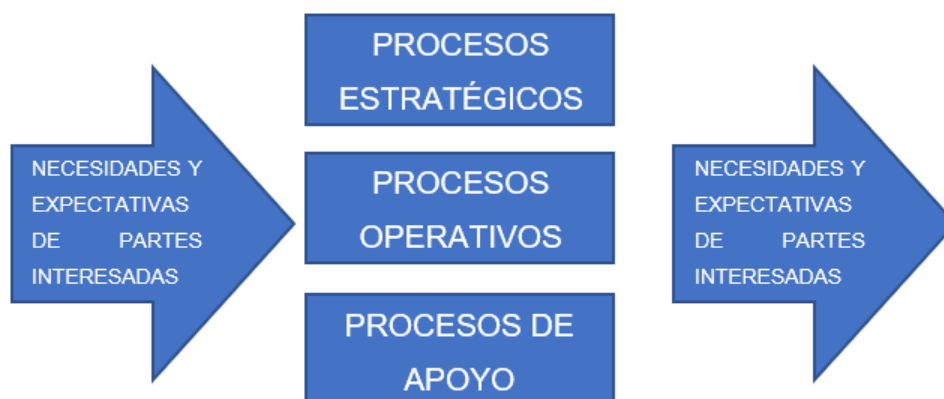 NECESIDADES Y
EXPECTATIVAS
DE PARTES
INTERESADAS
PROCESOS
ESTRATÉGICOS
PROCESOS
OPERATIVOS
PROCESOS DE
APOYO
NECESIDADES Y
EXPECTATIVAS
DE PARTES
INTERESADAS